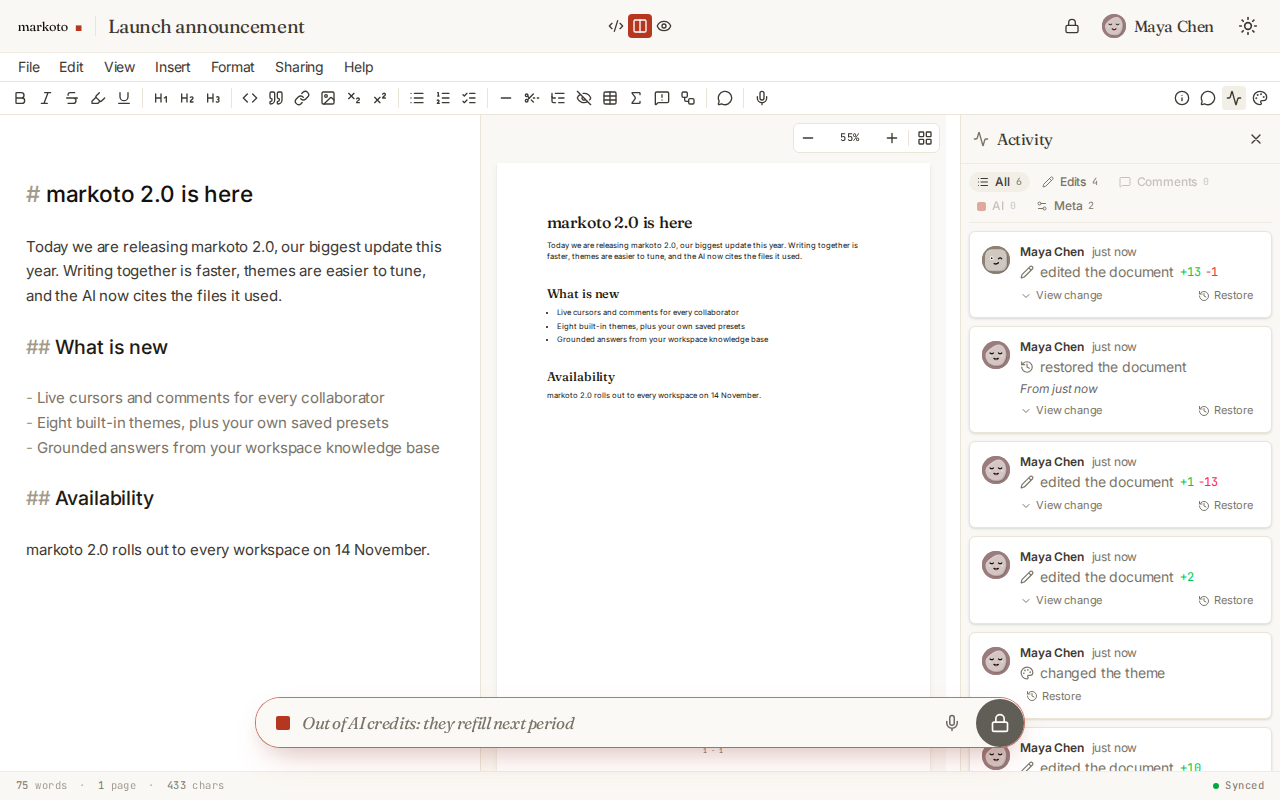 markoto
Launch announcement
Maya Chen
File Edit View Insert Format Sharing Help
B I S U H1 H2 H3 X2 X2
# markoto 2.0 is here
Today we are releasing markoto 2.0, our biggest update this
year. Writing together is faster, themes are easier to tune,
and the AI now cites the files it used.
## What is new
- Live cursors and comments for every collaborator
- Eight built-in themes, plus your own saved presets
- Grounded answers from your workspace knowledge base
## Availability
markoto 2.0 rolls out to every workspace on 14 November.
55%
markoto 2.0 is here
Today we are releasing markoto 2.0, our biggest update this year. Writing together is
faster, themes are easier to tune, and the AI now cites the files it used.
What is new
• Live cursors and comments for every collaborator
• Eight built-in themes, plus your own saved presets
• Grounded answers from your workspace knowledge base
Availability
markoto 2.0 rolls out to every workspace on 14 November.
1 · 1
Activity
All 6 Edits 4 Comments 0
AI 0 Meta 2
Maya Chen just now
edited the document +13 -1
View change Restore
Maya Chen just now
restored the document
From just now
View change Restore
Maya Chen just now
edited the document +1 -13
View change Restore
Maya Chen just now
edited the document +2
View change Restore
Maya Chen just now
changed the theme
Restore
Maya Chen just now
edited the document +10
Out of AI credits: they refill next period
75 words · 1 page · 433 chars
Synced